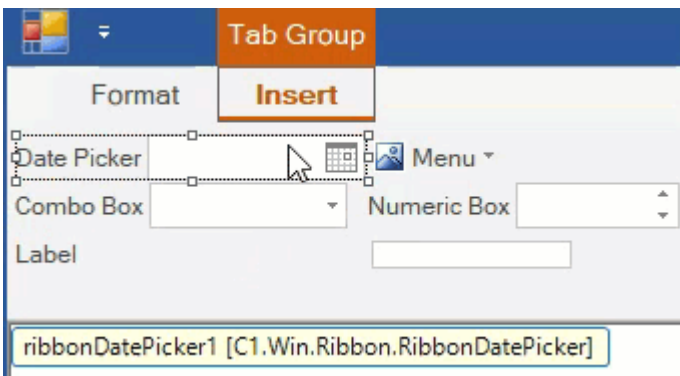 Tab Group
Format Insert
Date Picker Menu
Combo Box Numeric Box
Label
ribbonDatePicker1 [C1.Win.Ribbon.RibbonDatePicker]